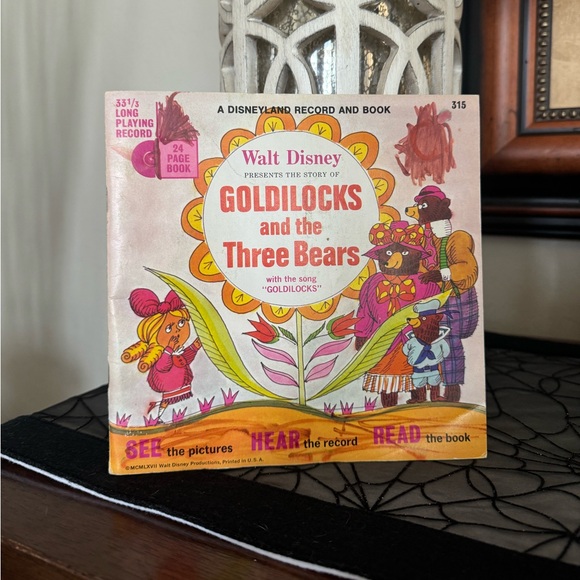 33 1/3
LONG
PLAYING
RECORD
24
PAGE
BOOK
A DISNEYLAND RECORD AND BOOK
315
Walt Disney
PRESENTS THE STORY OF
GOLDILOCKS
and the
Three Bears
with the song
"GOLDILOCKS"
SEE the pictures HEAR the record READ the book
©MCMLXVII Walt Disney Productions, Printed in U.S.A.